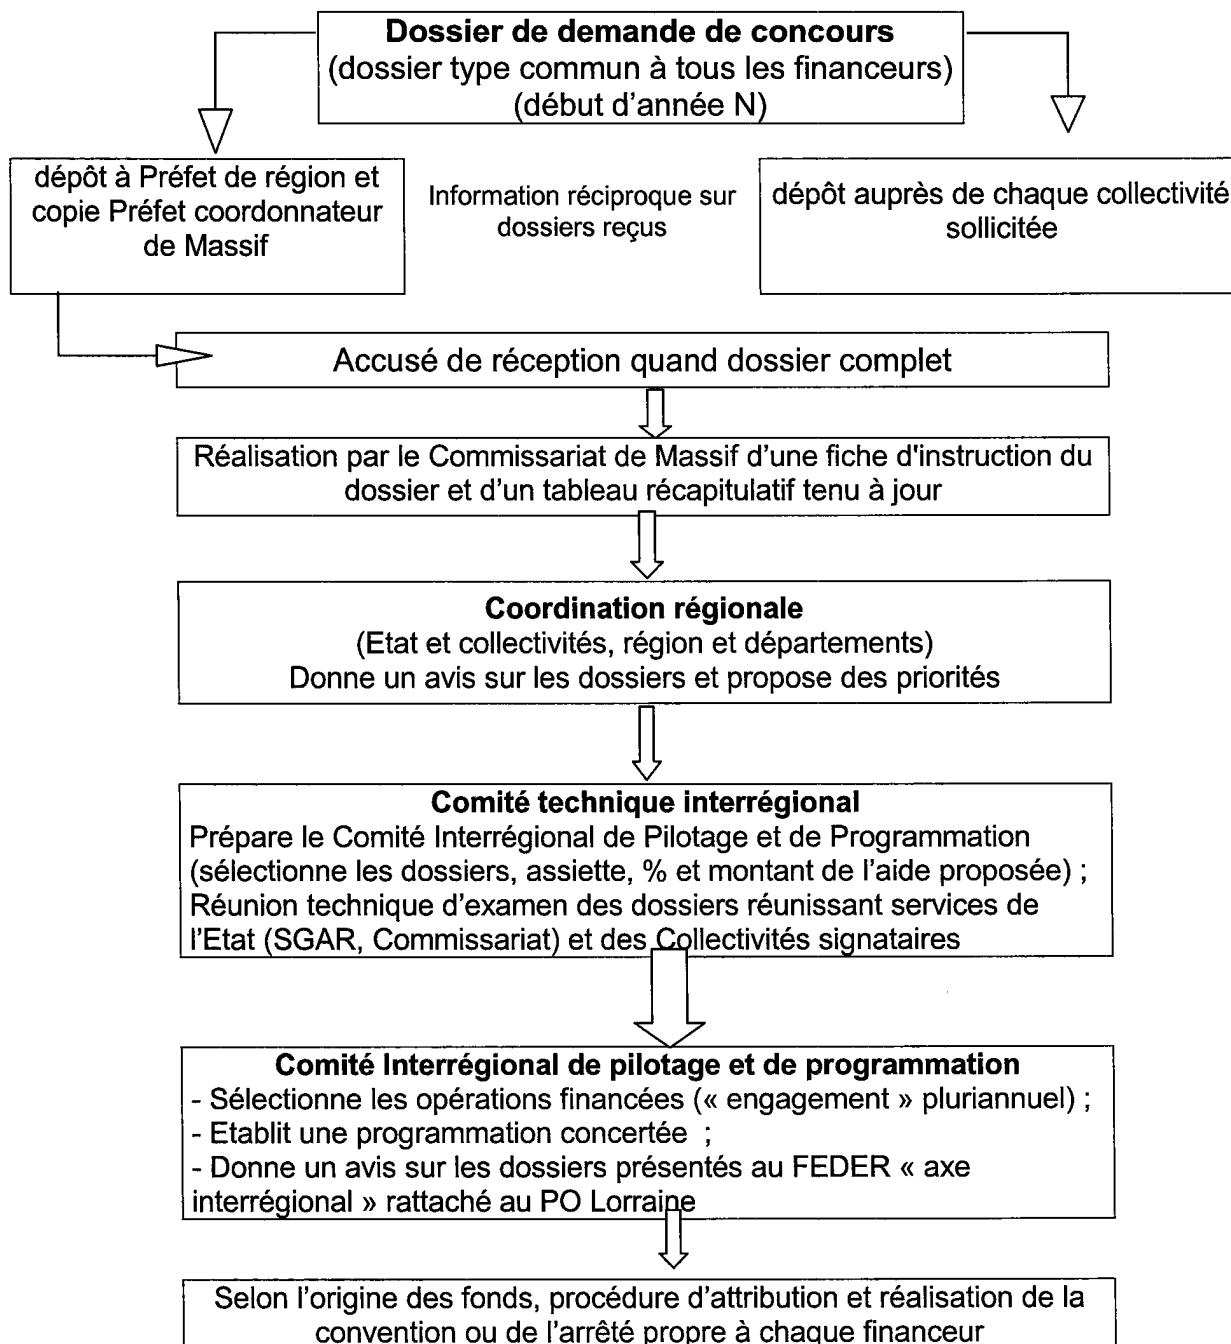 Dossier de demande de concours
(dossier type commun à tous les financeurs)
(début d'année N)
dépôt à Préfet de région et
copie Préfet coordonnateur
de Massif
Information réciproque sur
dossiers reçus
dépôt auprès de chaque collectivité
sollicitée
Accusé de réception quand dossier complet
Réalisation par le Commissariat de Massif d'une fiche d'instruction du
dossier et d'un tableau récapitulatif tenu à jour
Coordination régionale
(Etat et collectivités, région et départements)
Donne un avis sur les dossiers et propose des priorités
Comité technique interrégional
Prépare le Comité Interrégional de Pilotage et de Programmation
(sélectionne les dossiers, assiette, % et montant de l'aide proposée) ;
Réunion technique d'examen des dossiers réunissant services de
l'Etat (SGAR, Commissariat) et des Collectivités signataires
Comité Interrégional de pilotage et de programmation
- Sélectionne les opérations financées (« engagement » pluriannuel) ;
- Etablit une programmation concertée ;
- Donne un avis sur les dossiers présentés au FEDER « axe
interrégional » rattaché au PO Lorraine
Selon l'origine des fonds, procédure d'attribution et réalisation de la
convention ou de l'arrêté propre à chaque financeur